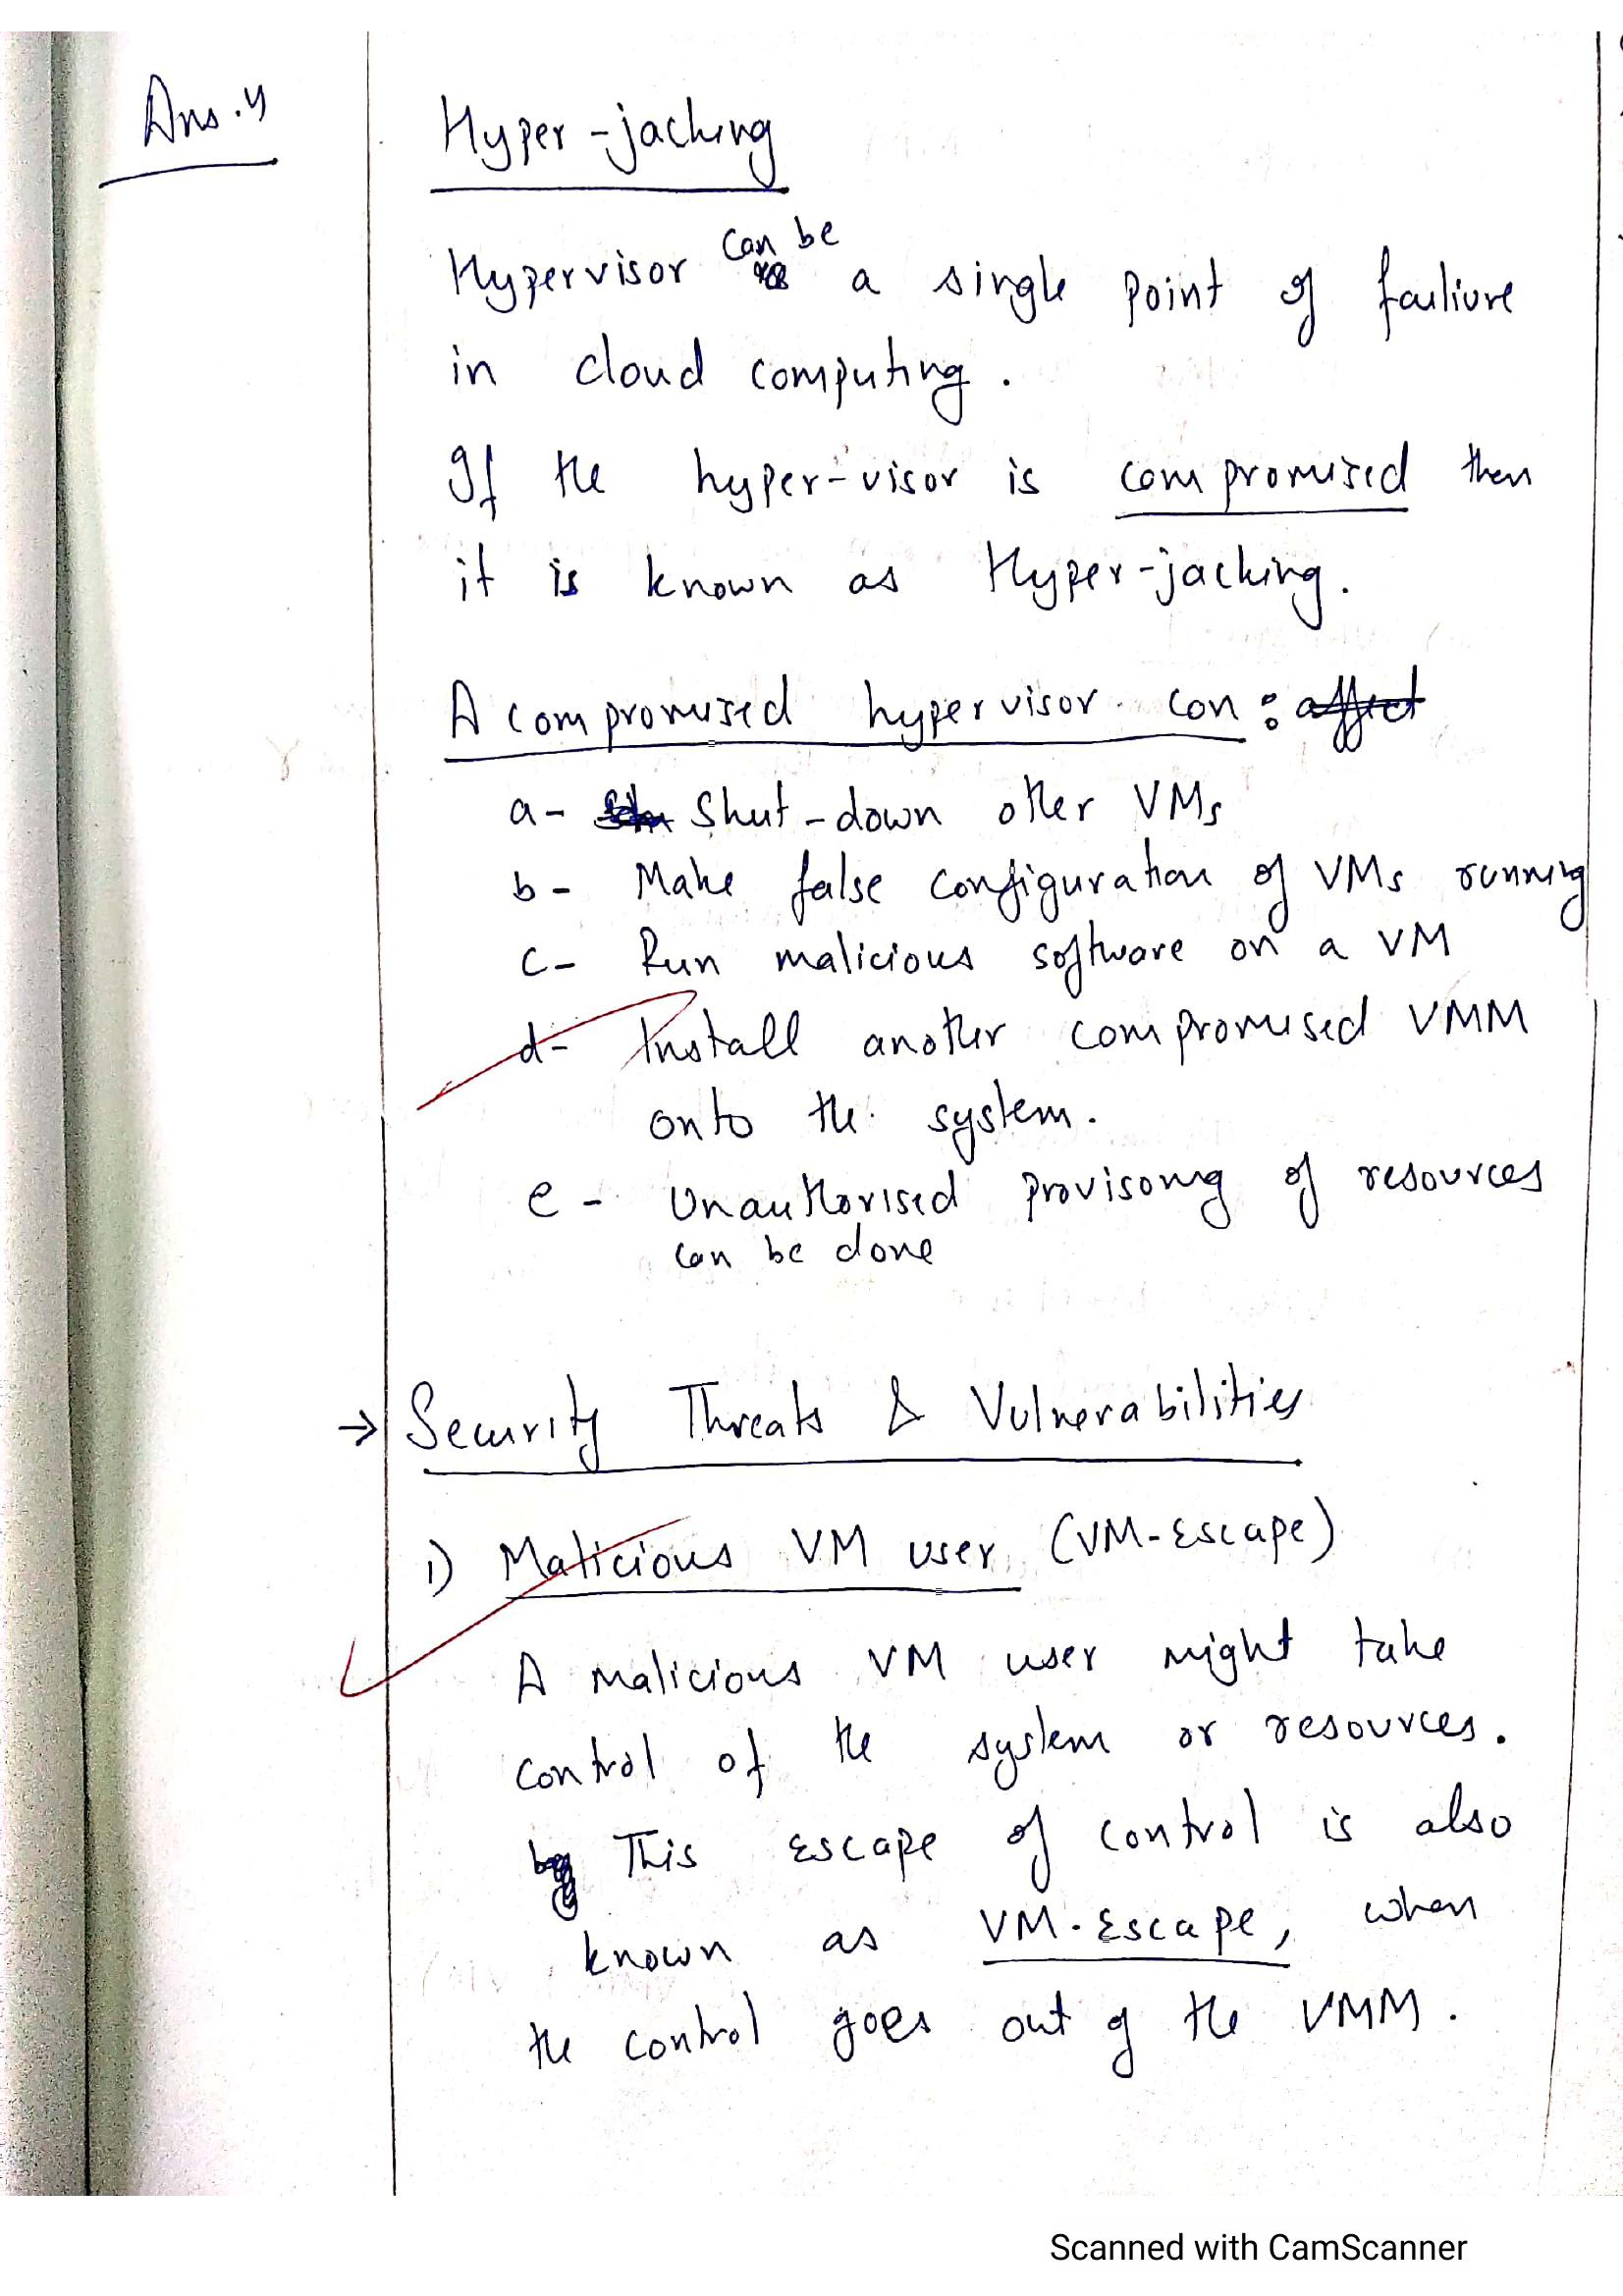 Ans.4
Hyper-jacking
can be
Hypervisor a single point of failiure
in cloud computing.
If the hyper-visor is compromised then
it is known as Hyper-jacking.
A compromised hypervisor can: affect
a- Shut-down other VMs
b- Make false configuration of VMs running
c- Run malicious software on a VM
d- Install another compromised VMM
onto the system.
e- Unauthorised provisoing of resources
can be done
→ Security Threats & Vulnerabilities
1) Malicious VM user (VM-Escape)
A malicious VM user might take
control of the system or resources.
This escape of control is also
known as VM-Escape, when
the control goes out of the VMM.
Scanned with CamScanner